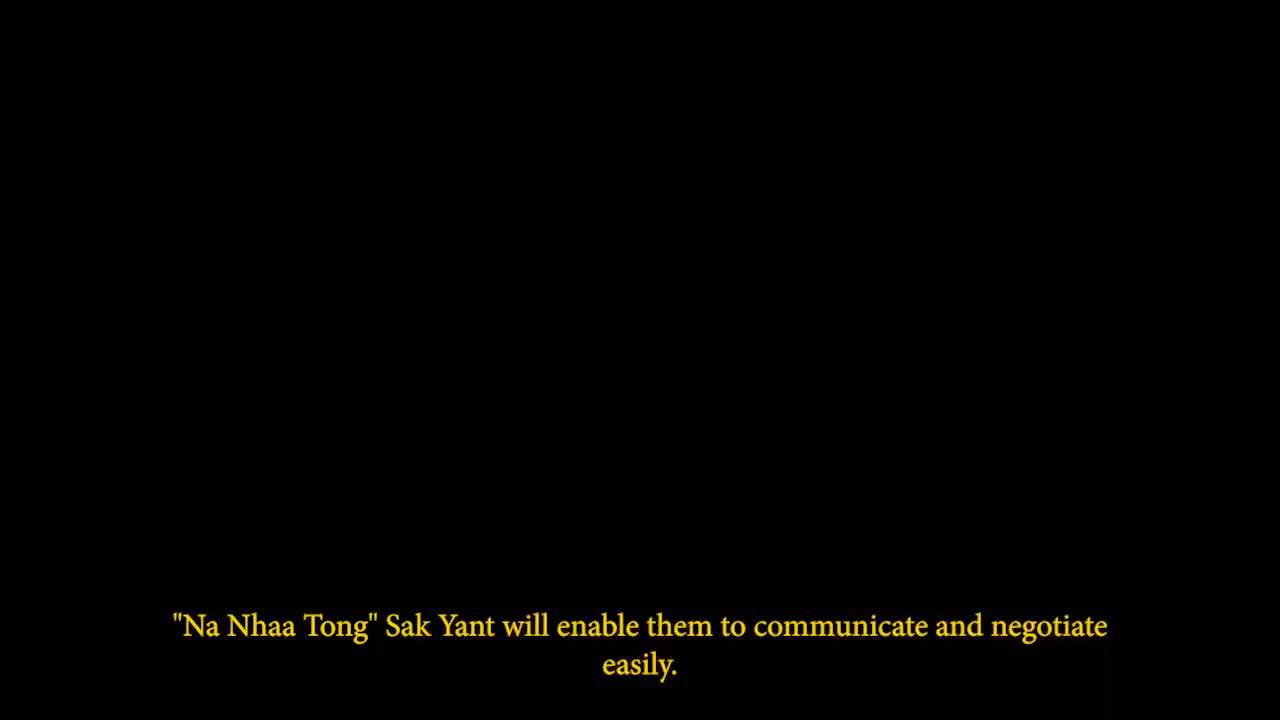 "Na Nhaa Tong" Sak Yant will enable them to communicate and negotiate
easily.